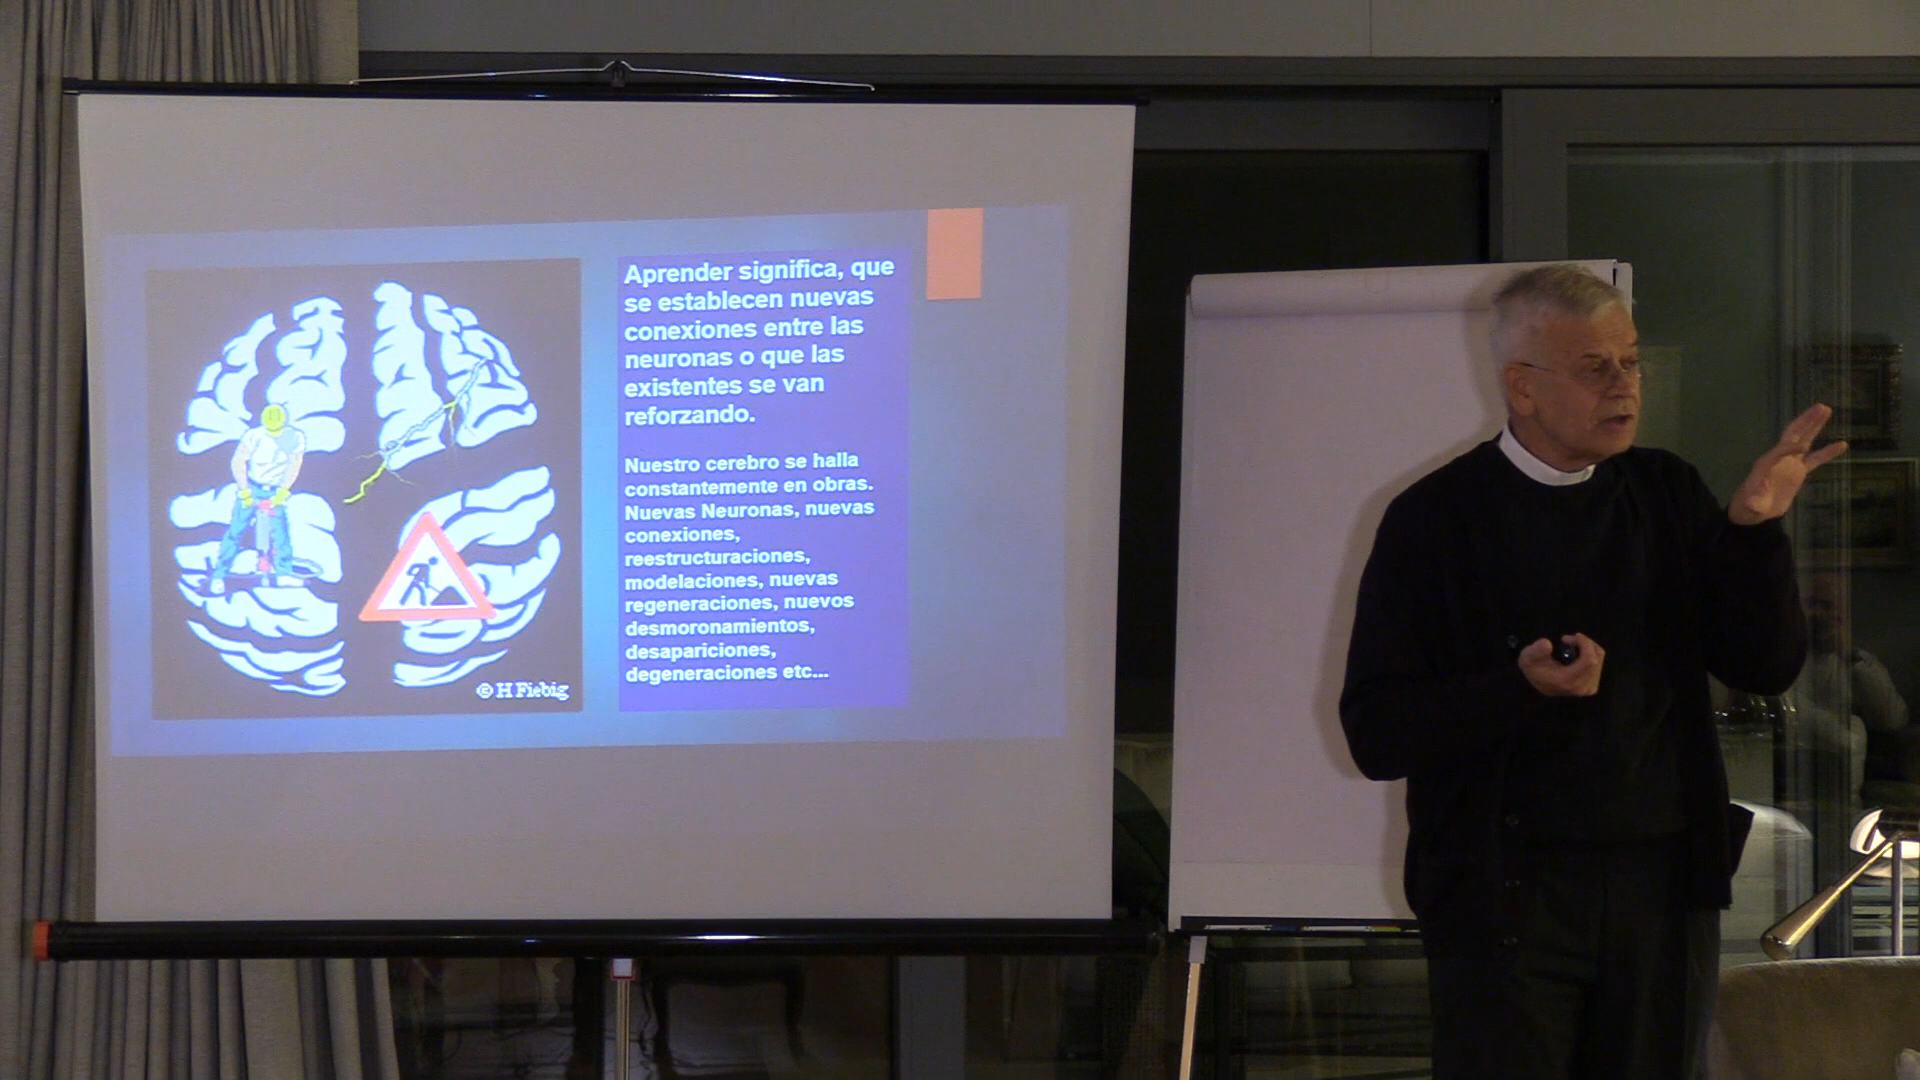 Aprender significa, que
se establecen nuevas
conexiones entre las
neuronas o que las
existentes se van
reforzando.
Nuestro cerebro se halla
constantemente en obras.
Nuevas Neuronas, nuevas
conexiones,
reestructuraciones,
modelaciones, nuevas
regeneraciones, nuevos
desmoronamientos,
desapariciones,
degeneraciones etc...
© H Fiebig